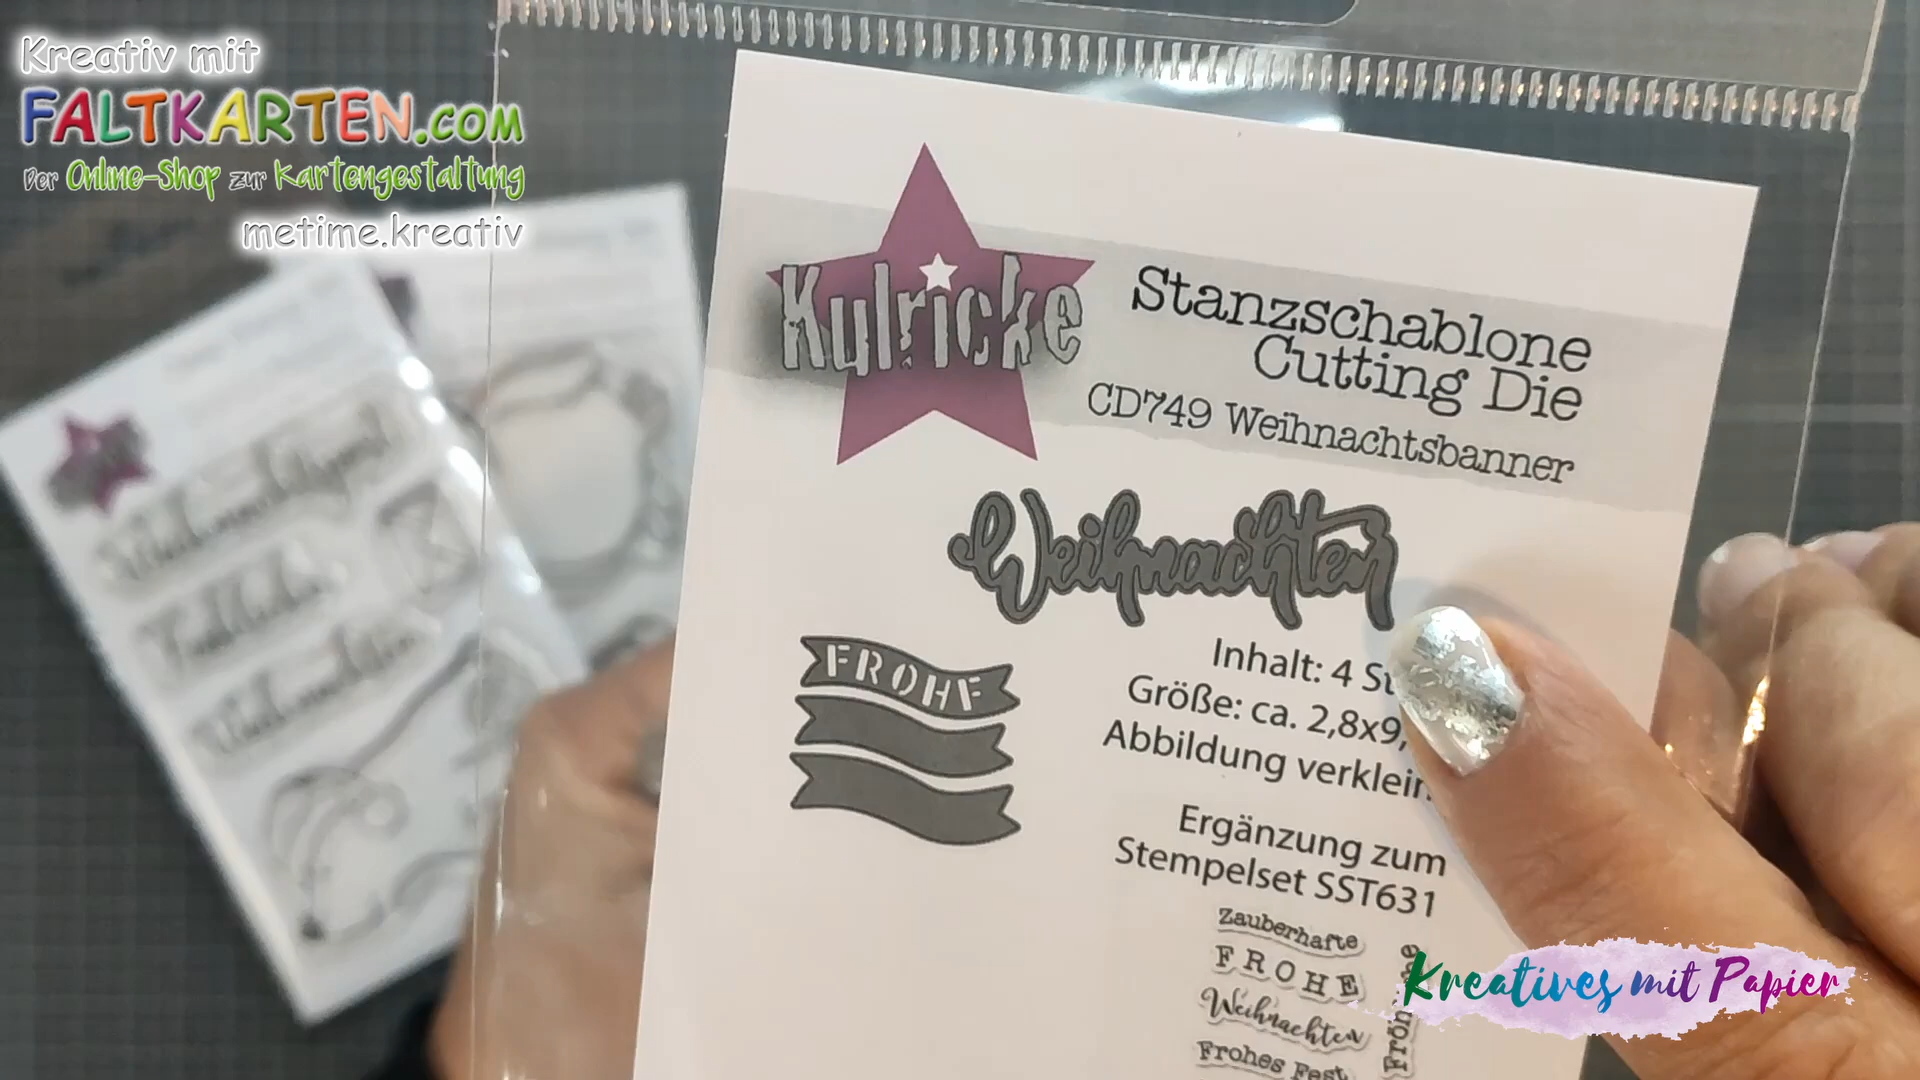 Kreativ mit
FALTKARTEN.com
Der Online-Shop zur Kartengestaltung
metime.kreativ
Kulricke
Stanzschablone
Cutting Die
CD749 Weihnachtsbanner
Weihnachten
FROHE
Inhalt: 4
Größe: ca. 2,8x9,
Abbildung
Ergänzung zum
Stempelset SST631
Zauberhafte
FROHE
Weihnachten
Frohes Fest
Kreatives mit Papier